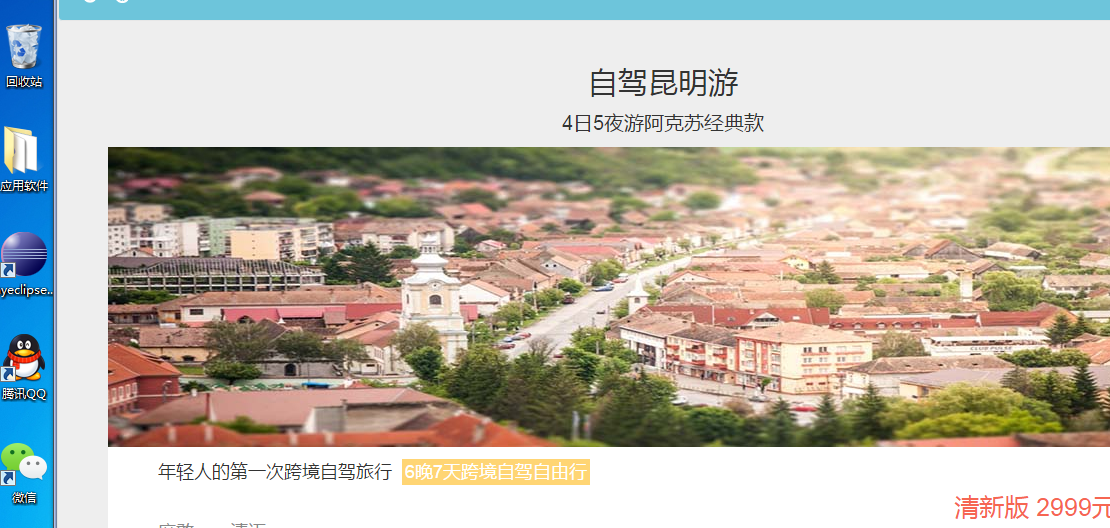 自驾昆明游
4日5夜游阿克苏经典款
回收站
应用软件
yeclipse..
腾讯QQ
微信
年轻人的第一次跨境自驾旅行 6晚7天跨境自驾自由行
清新版 2999元